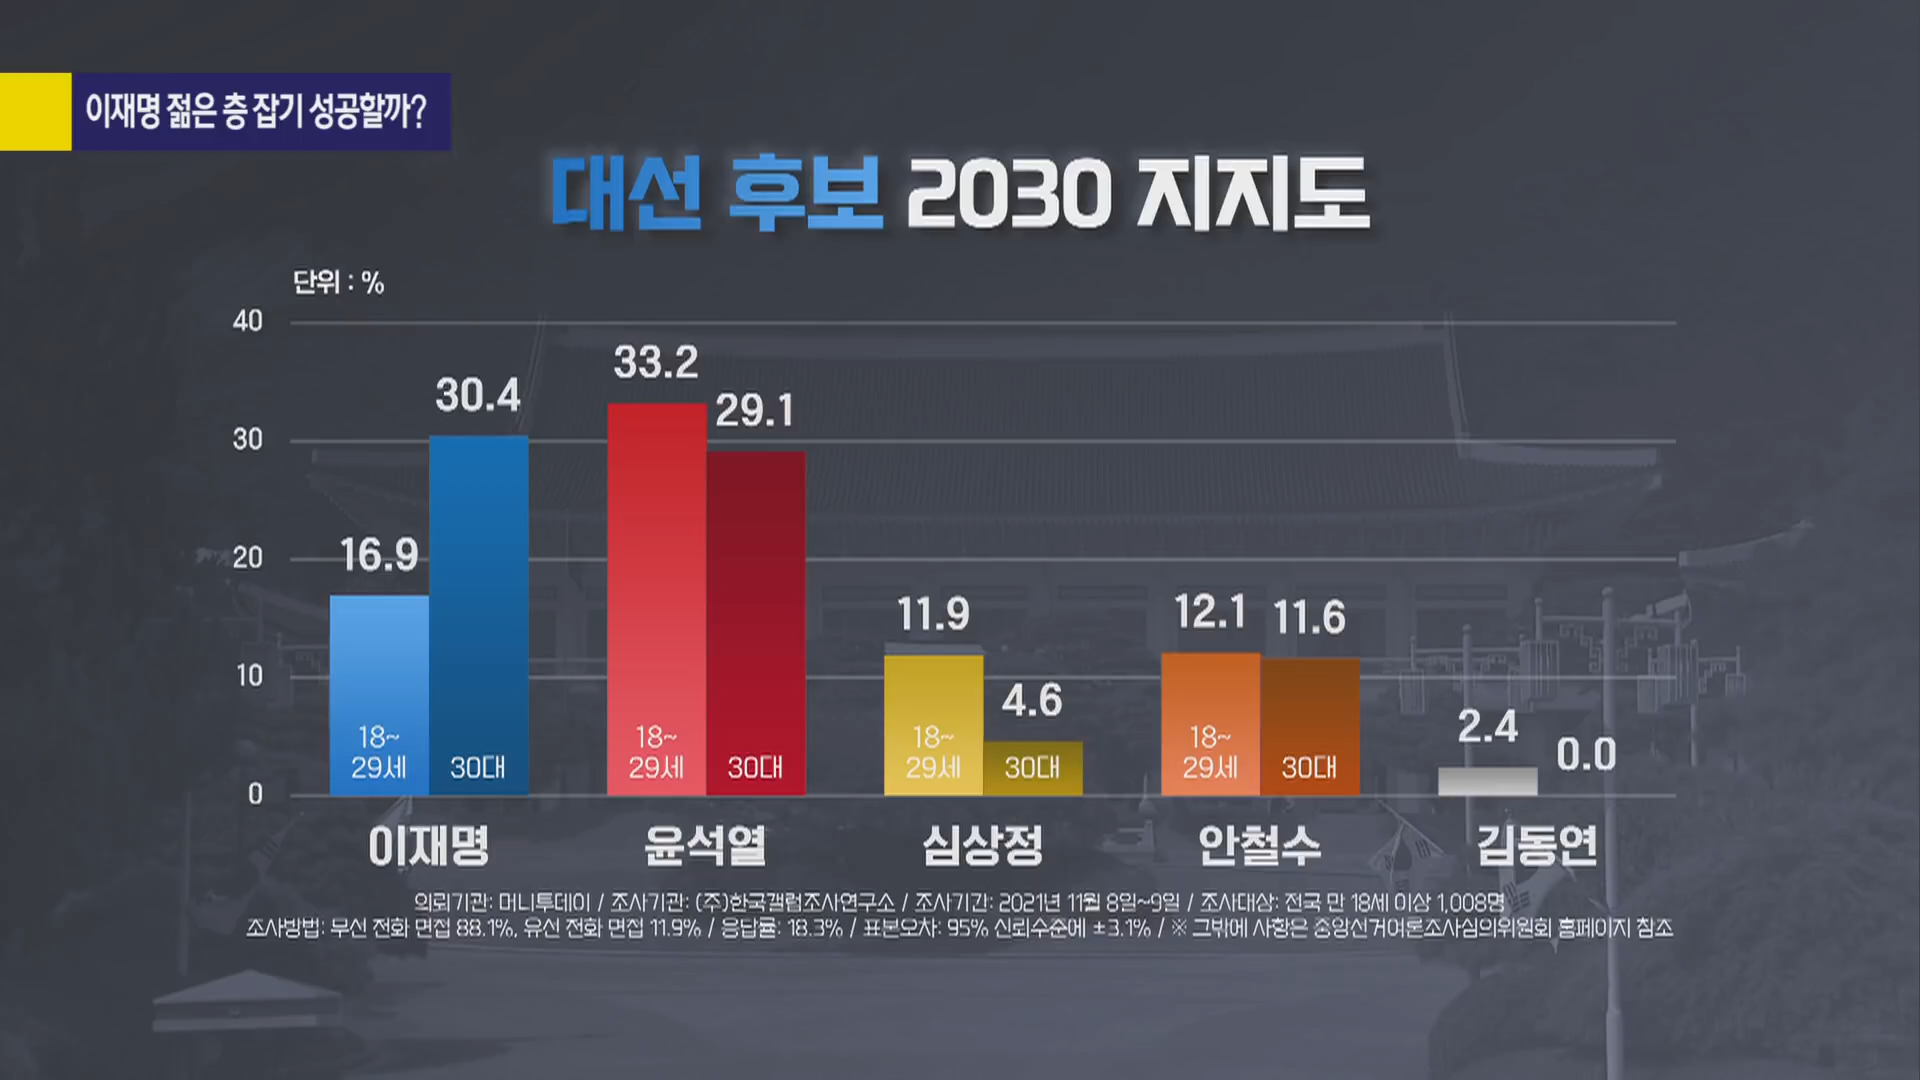 이재명 젊은 층 잡기 성공할까?
대선 후보 2030 지지도
단위 : %
40
30
20
10
0
16.9
30.4
33.2
29.1
11.9
4.6
12.1
11.6
2.4
0.0
18~
29세
30대
18~
29세
30대
18~
29세
30대
18~
29세
30대
이재명
윤석열
심상정
안철수
김동연
의뢰기관: 머니투데이 / 조사기관: (주)한국갤럽조사연구소 / 조사기간: 2021년 11월 8일~9일 / 조사대상: 전국 만 18세 이상 1,008명
조사방법: 무선 전화 면접 88.1%, 유선 전화 면접 11.9% / 응답률: 18.3% / 표본오차: 95% 신뢰수준에 ±3.1% / ※ 그밖에 사항은 중앙선거여론조사심의위원회 홈페이지 참조